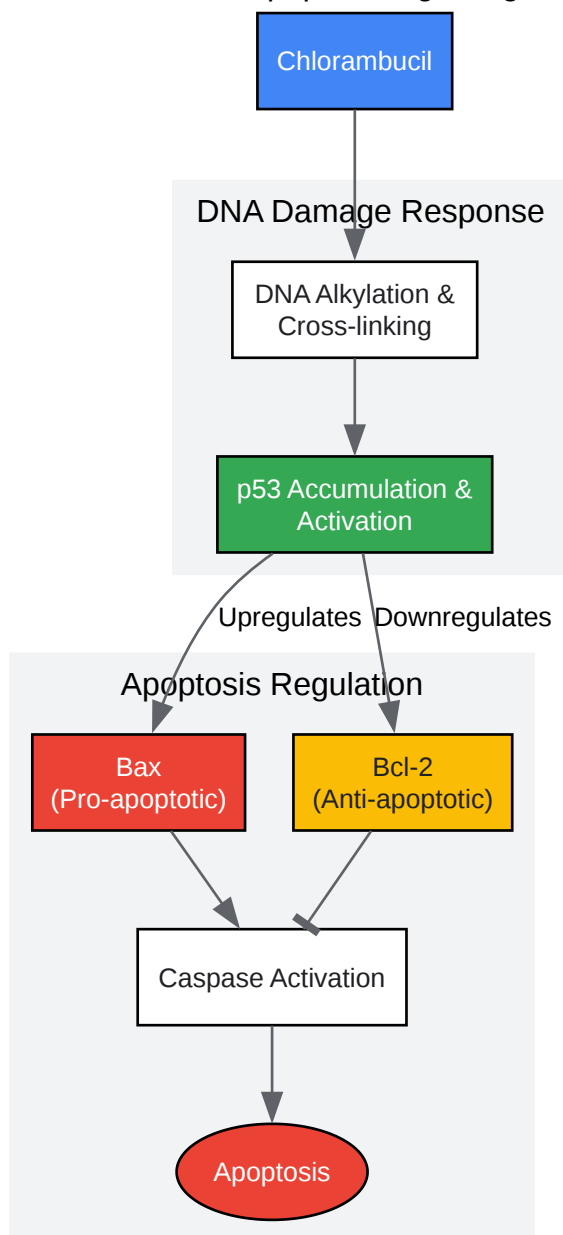 Chlorambucil
DNA Damage Response
DNA Alkylation &
Cross-linking
p53 Accumulation &
Activation
Upregulates
Downregulates
Apoptosis Regulation
Bax
(Pro-apoptotic)
Bcl-2
(Anti-apoptotic)
Caspase Activation
Apoptosis